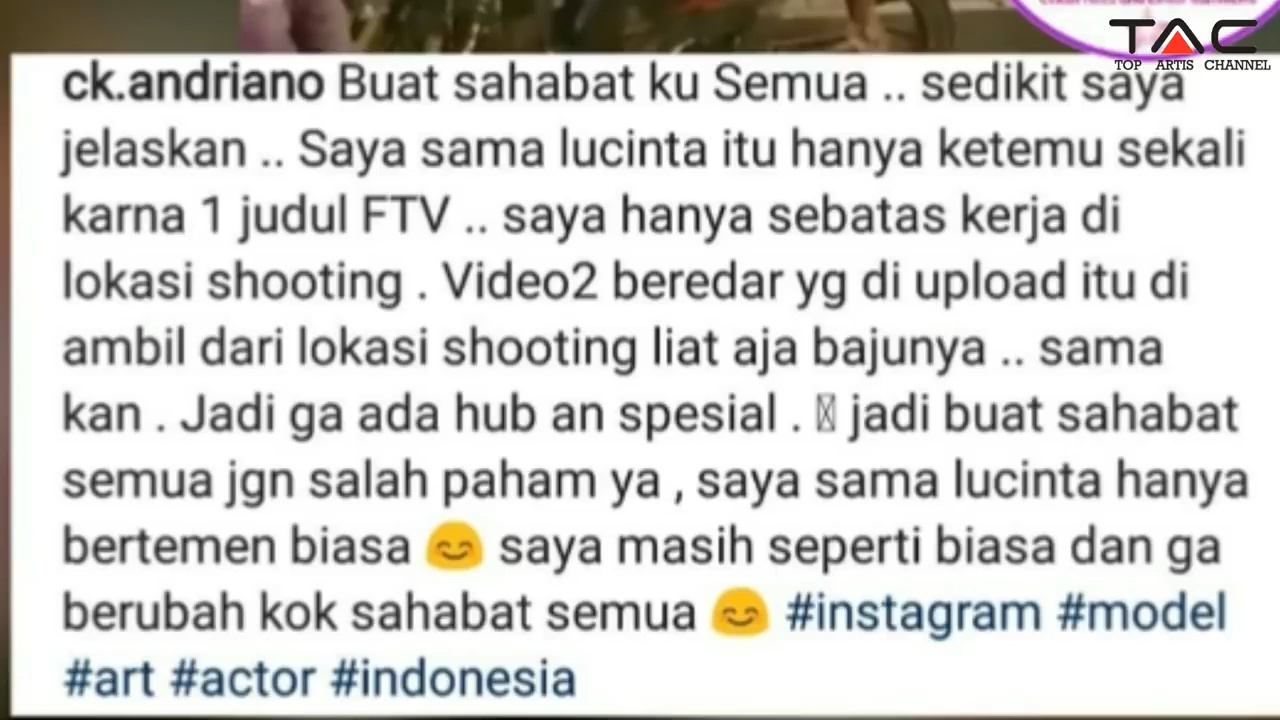 TAC
TOP ARTIS CHANNEL
ck.andriano Buat sahabat ku Semua .. sedikit saya
jelaskan .. Saya sama lucinta itu hanya ketemu sekali
karna 1 judul FTV .. saya hanya sebatas kerja di
lokasi shooting . Video2 beredar yg di upload itu di
ambil dari lokasi shooting liat aja bajunya .. sama
kan . Jadi ga ada hub an spesial . jadi buat sahabat
semua jgn salah paham ya , saya sama lucinta hanya
bertemen biasa 😊 saya masih seperti biasa dan ga
berubah kok sahabat semua 😊 #instagram #model
#art #actor #indonesia